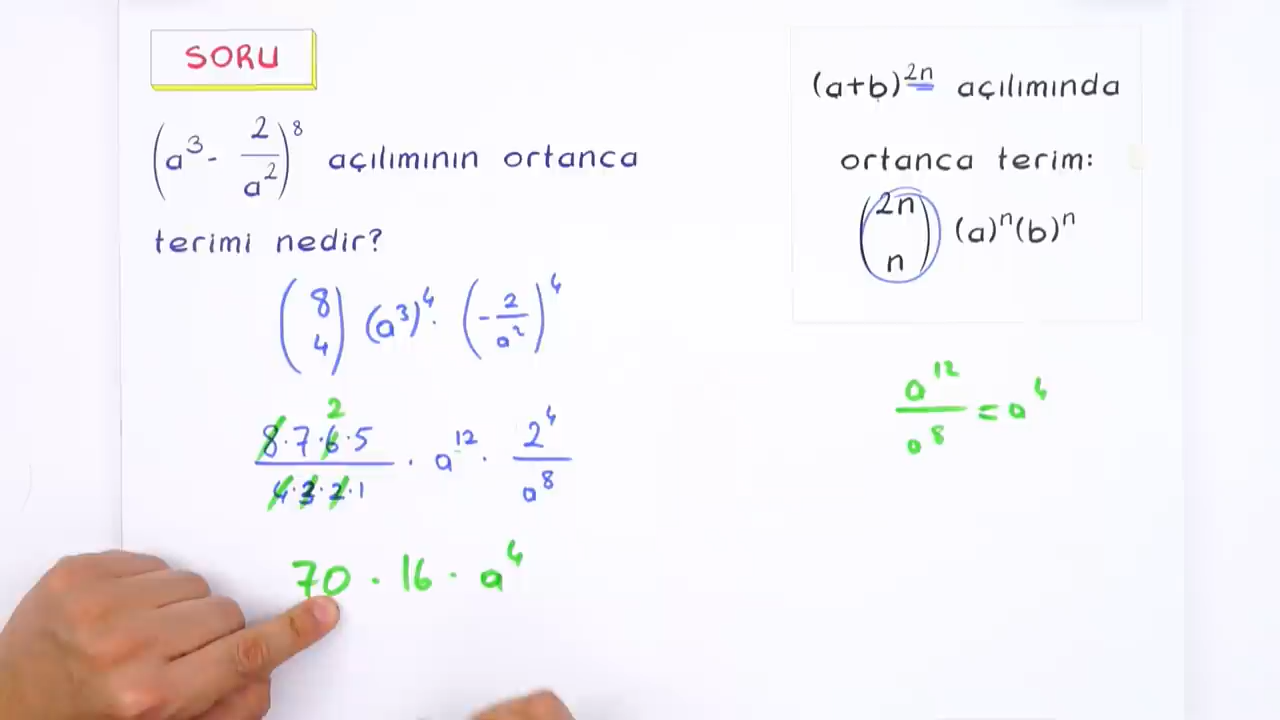 SORU
(a³ - 2/a²)⁸ açılımının ortanca
terimi nedir?
(8 4) (a³)⁴ · (-2/a²)⁴
8·7·6·5 / 4·3·2·1 · a¹² · 2⁴/a⁸
2
70 · 16 · a⁴
(a+b)²ⁿ açılımında
ortanca terim:
(2n n) (a)ⁿ(b)ⁿ
a¹²/a⁸ = a⁴